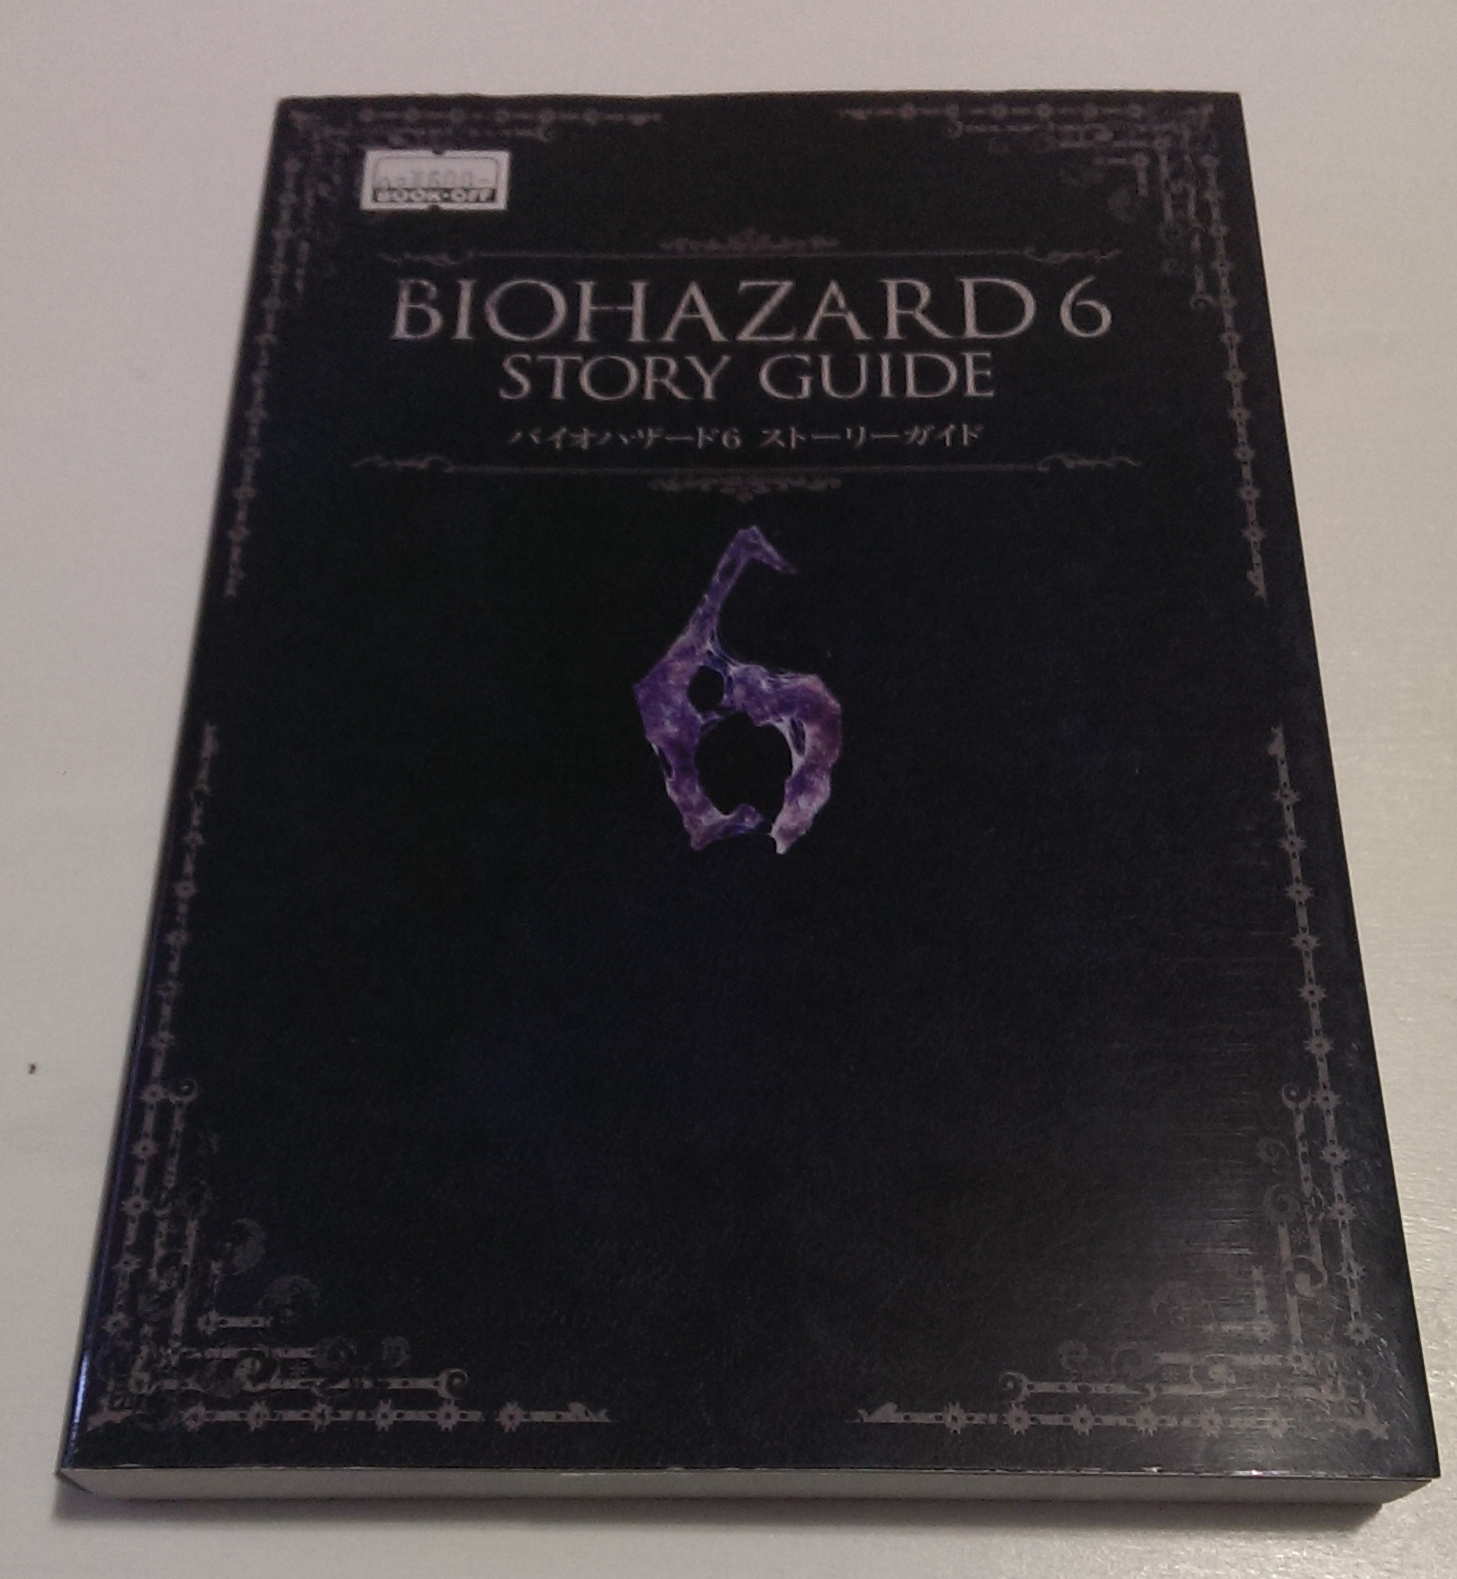 ¥600-
BOOK·OFF
BIOHAZARD 6
STORY GUIDE
バイオハザード6 ストーリーガイド
6